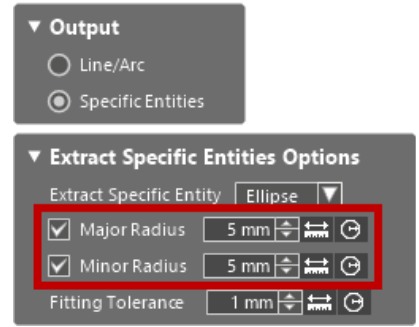 Output
Line/Arc
Specific Entities
Extract Specific Entities Options
Extract Specific Entity Ellipse
Major Radius 5 mm
Minor Radius 5 mm
Fitting Tolerance 1 mm